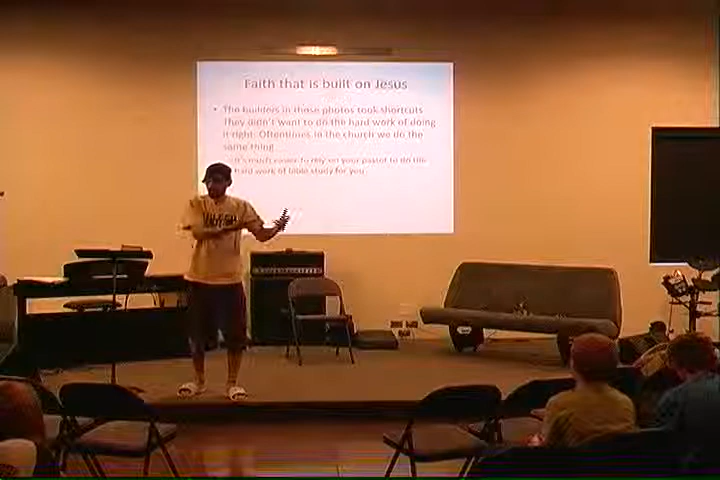 Faith that is built on Jesus
• The builders in those photos took shortcuts
They didn't want to do the hard work of doing
it right. Oftentimes in the church we do the
same thing
It's much easier to rely on your pastor to do the
hard work of bible study for you